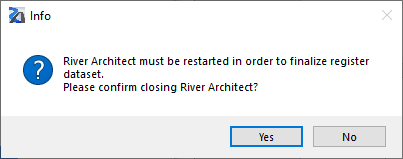 Info
River Architect must be restarted in order to finalize register
dataset.
Please confirm closing River Architect?
Yes
No